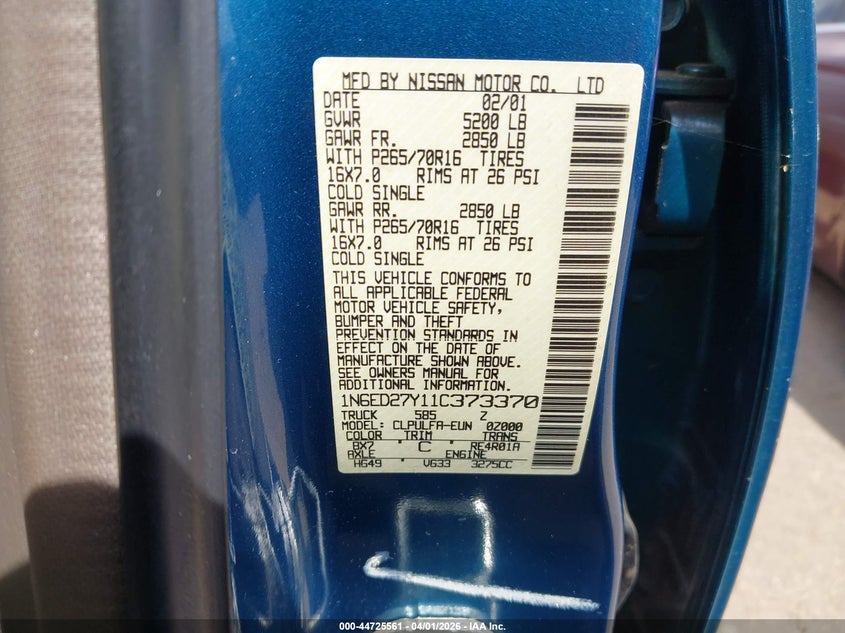 MFD BY NISSAN MOTOR CO. LTD
DATE 02/01
GVWR 5200 LB
GAWR FR. 2850 LB
WITH P265/70R16 TIRES
16X7.0 RIMS AT 26 PSI
COLD SINGLE
GAWR RR. 2850 LB
WITH P265/70R16 TIRES
16X7.0 RIMS AT 26 PSI
COLD SINGLE
THIS VEHICLE CONFORMS TO
ALL APPLICABLE FEDERAL
MOTOR VEHICLE SAFETY,
BUMPER AND THEFT
PREVENTION STANDARDS IN
EFFECT ON THE DATE OF
MANUFACTURE SHOWN ABOVE.
SEE OWNERS MANUAL FOR
ADDITIONAL INFORMATION
1N6ED27Y11C373370
TRUCK 585 Z
MODEL: CLPULFA-EUN 0Z000
COLOR TRIM TRANS
BX7 C RE4R01A
AXLE ENGINE
HG49 VG33 3275CC
000-44725561 - 04/01/2026 - IAA Inc.